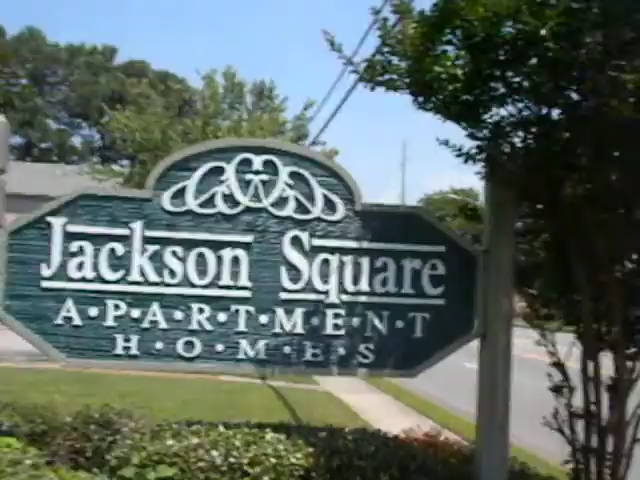 Jackson Square
A•P•A•R•T•M•E•N•T
H•O•M•E•S